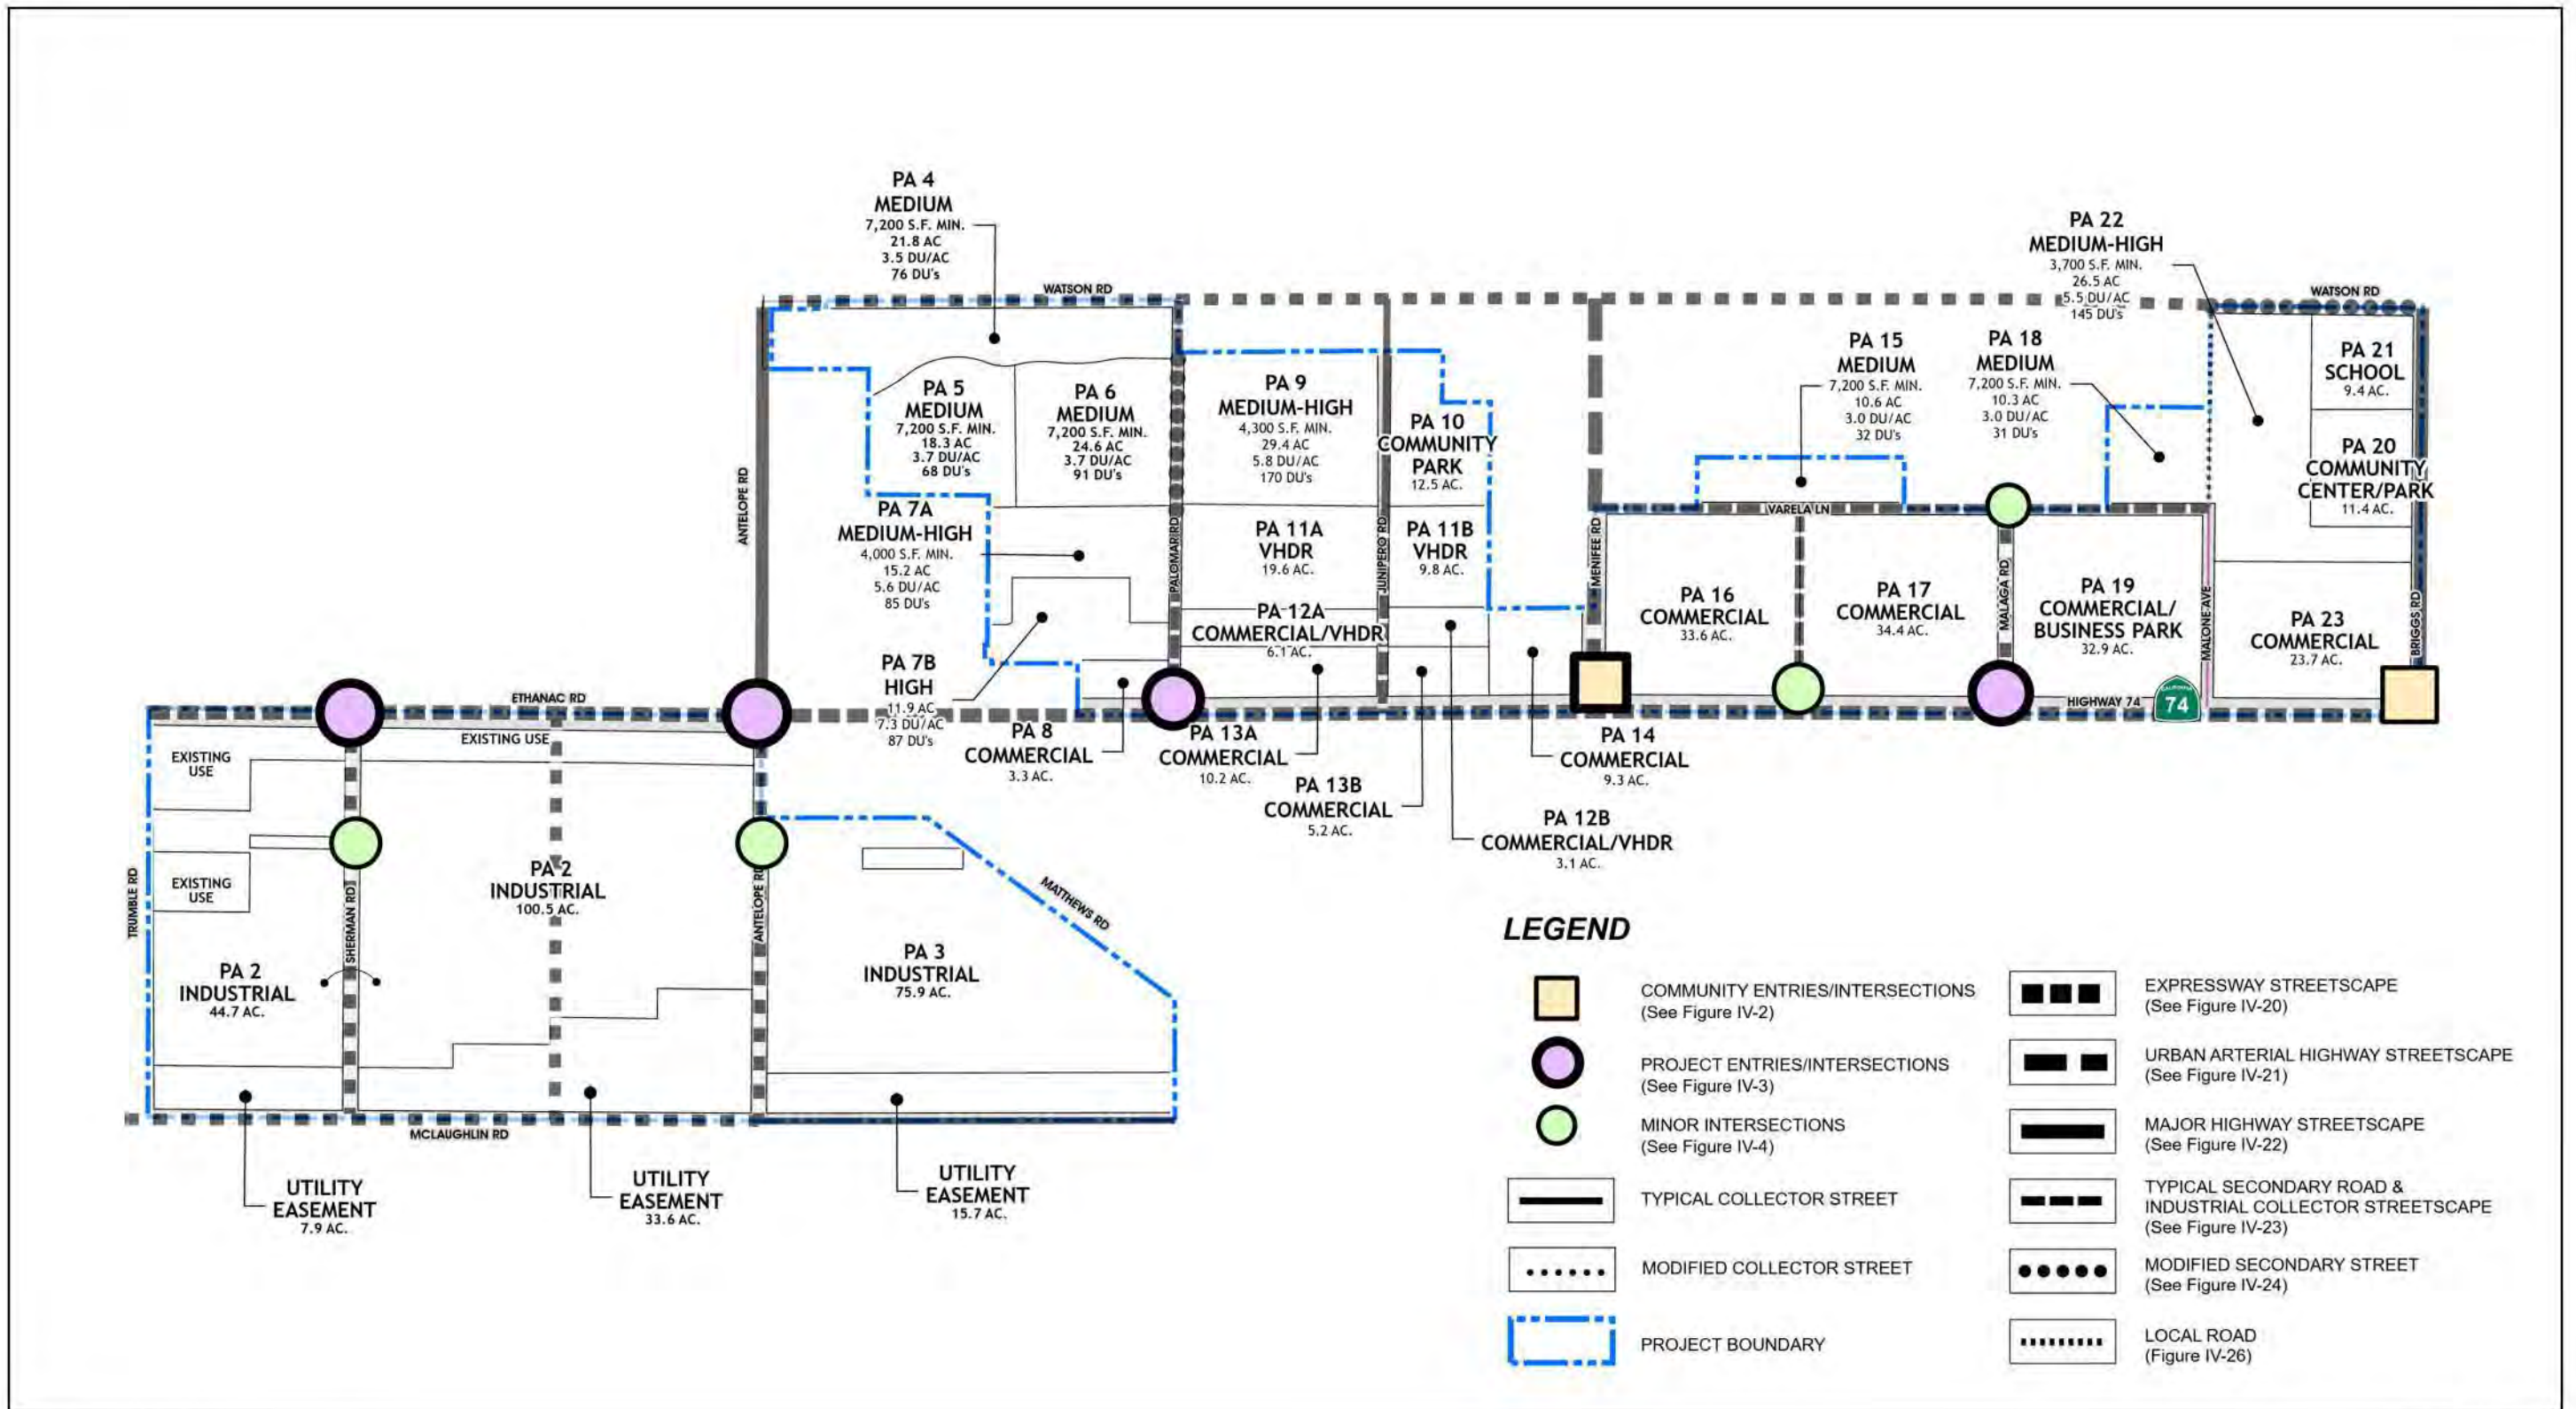 PA 4
MEDIUM
7,200 S.F. MIN.
21.8 AC
3.5 DU/AC
76 DU's
PA 22
MEDIUM-HIGH
3,700 S.F. MIN.
26.5 AC
5.5 DU/AC
145 DU's
WATSON RD
WATSON RD
PA 5
MEDIUM
7,200 S.F. MIN.
18.3 AC
3.7 DU/AC
68 DU's
PA 6
MEDIUM
7,200 S.F. MIN.
24.6 AC
3.7 DU/AC
91 DU's
PA 9
MEDIUM-HIGH
4,300 S.F. MIN.
29.4 AC
5.8 DU/AC
170 DU's
PA 10
COMMUNITY
PARK
12.5 AC.
PA 15
MEDIUM
7,200 S.F. MIN.
10.6 AC
3.0 DU/AC
32 DU's
PA 18
MEDIUM
7,200 S.F. MIN.
10.3 AC
3.0 DU/AC
31 DU's
PA 21
SCHOOL
9.4 AC.
PA 20
COMMUNITY
CENTER/PARK
11.4 AC.
ANTELOPE RD
PA 7A
MEDIUM-HIGH
4,000 S.F. MIN.
15.2 AC
5.6 DU/AC
85 DU's
PALOMAR RD
PA 11A
VHDR
19.6 AC.
JUNIPERO RD
PA 11B
VHDR
9.8 AC.
MENIFEE RD
VARELA LN
PA 16
COMMERCIAL
33.6 AC.
PA 17
COMMERCIAL
34.4 AC.
MALAGA RD
PA 19
COMMERCIAL/
BUSINESS PARK
32.9 AC.
MALONE AVE
PA 23
COMMERCIAL
23.7 AC.
BRIGGS RD
PA 12A
COMMERCIAL/VHDR
6.1 AC.
PA 7B
HIGH
11.9 AC
7.3 DU/AC
87 DU's
ETHANAC RD
HIGHWAY 74
CALIFORNIA
74
EXISTING USE
EXISTING
USE
PA 8
COMMERCIAL
3.3 AC.
PA 13A
COMMERCIAL
10.2 AC.
PA 14
COMMERCIAL
9.3 AC.
PA 13B
COMMERCIAL
5.2 AC.
PA 12B
COMMERCIAL/VHDR
3.1 AC.
TRUMBLE RD
EXISTING
USE
SHERMAN RD
PA 2
INDUSTRIAL
100.5 AC.
ANTELOPE RD
MATTHEWS RD
PA 2
INDUSTRIAL
44.7 AC.
PA 3
INDUSTRIAL
75.9 AC.
MCLAUGHLIN RD
UTILITY
EASEMENT
7.9 AC.
UTILITY
EASEMENT
33.6 AC.
UTILITY
EASEMENT
15.7 AC.
LEGEND
COMMUNITY ENTRIES/INTERSECTIONS
(See Figure IV-2)
PROJECT ENTRIES/INTERSECTIONS
(See Figure IV-3)
MINOR INTERSECTIONS
(See Figure IV-4)
TYPICAL COLLECTOR STREET
MODIFIED COLLECTOR STREET
PROJECT BOUNDARY
EXPRESSWAY STREETSCAPE
(See Figure IV-20)
URBAN ARTERIAL HIGHWAY STREETSCAPE
(See Figure IV-21)
MAJOR HIGHWAY STREETSCAPE
(See Figure IV-22)
TYPICAL SECONDARY ROAD &
INDUSTRIAL COLLECTOR STREETSCAPE
(See Figure IV-23)
MODIFIED SECONDARY STREET
(See Figure IV-24)
LOCAL ROAD
(Figure IV-26)